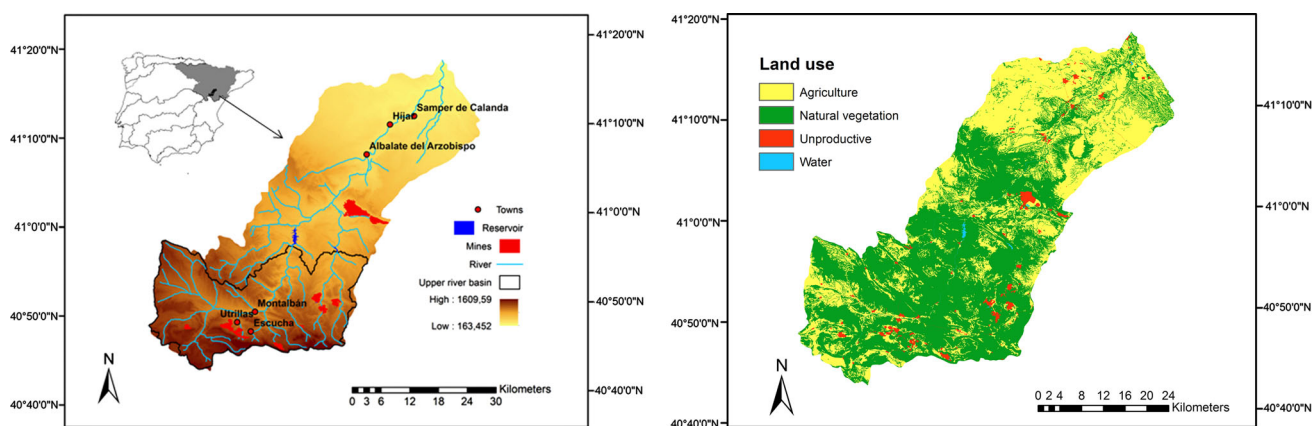 41°20'0"N
41°20'0"N
Samper de Calanda
Hijar
41°10'0"N
41°10'0"N
Albalate del Arzobispo
Towns
41°0'0"N
41°0'0"N
Reservoir
Mines
River
Upper river basin
High : 1609,59
Low : 163,452
Montalbán
Utrillas
Escucha
40°50'0"N
40°50'0"N
N
Kilometers
0 3 6 12 18 24 30
40°40'0"N
40°40'0"N
41°20'0"N
Land use
Agriculture
Natural vegetation
Unproductive
Water
41°10'0"N
41°10'0"N
41°0'0"N
41°0'0"N
40°50'0"N
40°50'0"N
N
0 2 4 8 12 16 20 24
Kilometers
40°40'0"N
40°40'0"N